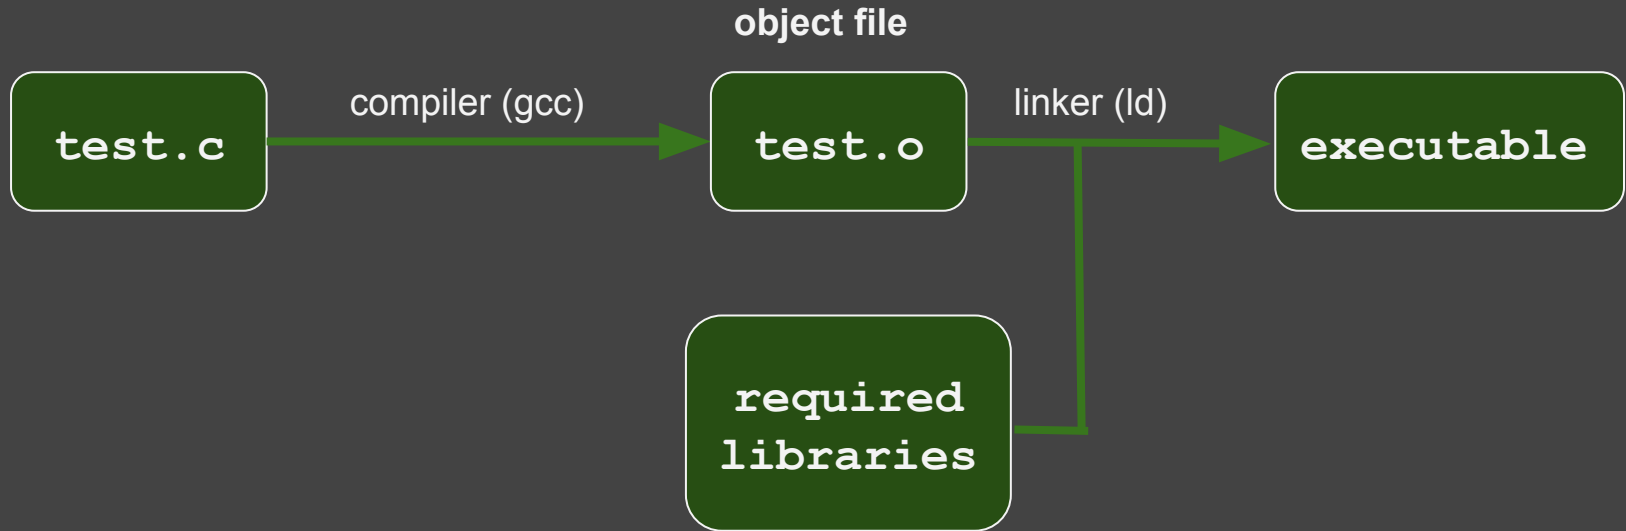 object file
test.c
compiler (gcc)
test.o
linker (ld)
executable
required
libraries